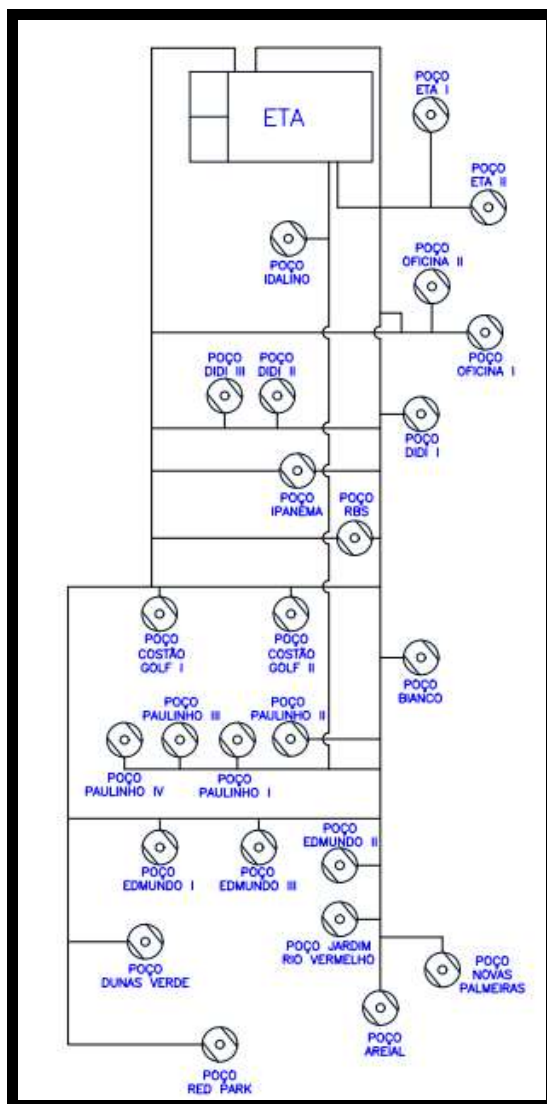 ETA
POÇO
ETA I
POÇO
ETA II
POÇO
IDALINO
POÇO
OFICINA II
POÇO
OFICINA I
POÇO
DIDI III
POÇO
DIDI II
POÇO
DIDI I
POÇO
IPANEMA
POÇO
RBS
POÇO
COSTÃO
GOLF I
POÇO
COSTÃO
GOLF II
POÇO
BIANCO
POÇO
PAULINHO III
POÇO
PAULINHO II
POÇO
PAULINHO IV
POÇO
PAULINHO I
POÇO
EDMUNDO II
POÇO
EDMUNDO I
POÇO
EDMUNDO III
POÇO JARDIM
RIO VERMELHO
POÇO
DUNAS VERDE
POÇO
NOVAS
PALMEIRAS
POÇO
AREIAL
POÇO
RED PARK